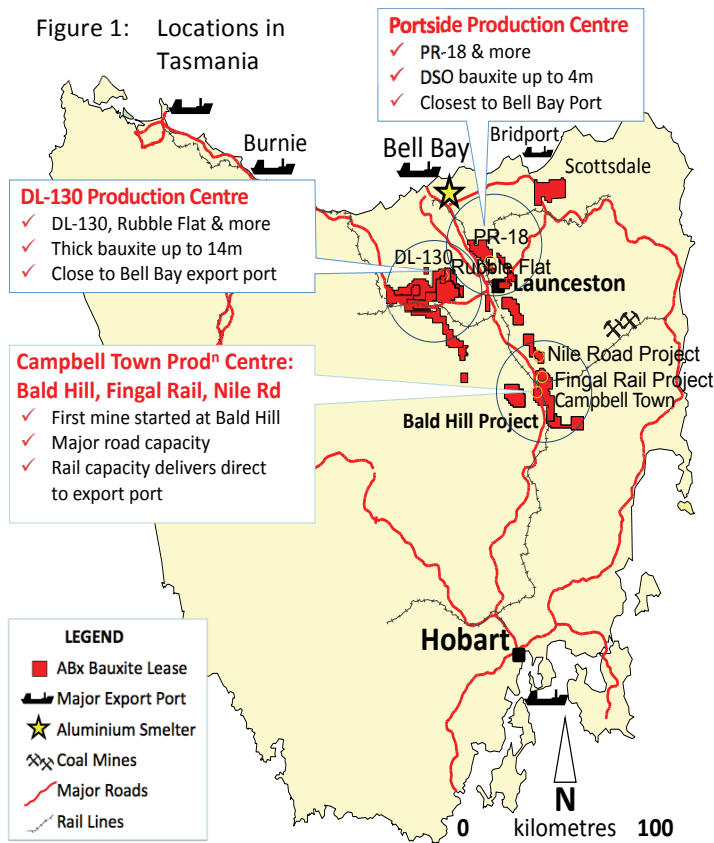 Figure 1: Locations in
Tasmania
Portside Production Centre
✓ PR-18 & more
✓ DSO bauxite up to 4m
✓ Closest to Bell Bay Port
Burnie
Bell Bay
Bridport
Scottsdale
DL-130 Production Centre
✓ DL-130, Rubble Flat & more
✓ Thick bauxite up to 14m
✓ Close to Bell Bay export port
PR-18
DL-130
Rubble Flat
Launceston
Campbell Town Prodⁿ Centre:
Bald Hill, Fingal Rail, Nile Rd
✓ First mine started at Bald Hill
✓ Major road capacity
✓ Rail capacity delivers direct
to export port
Nile Road Project
Fingal Rail Project
Campbell Town
Bald Hill Project
Hobart
LEGEND
ABx Bauxite Lease
Major Export Port
Aluminium Smelter
Coal Mines
Major Roads
Rail Lines
N
0 kilometres 100